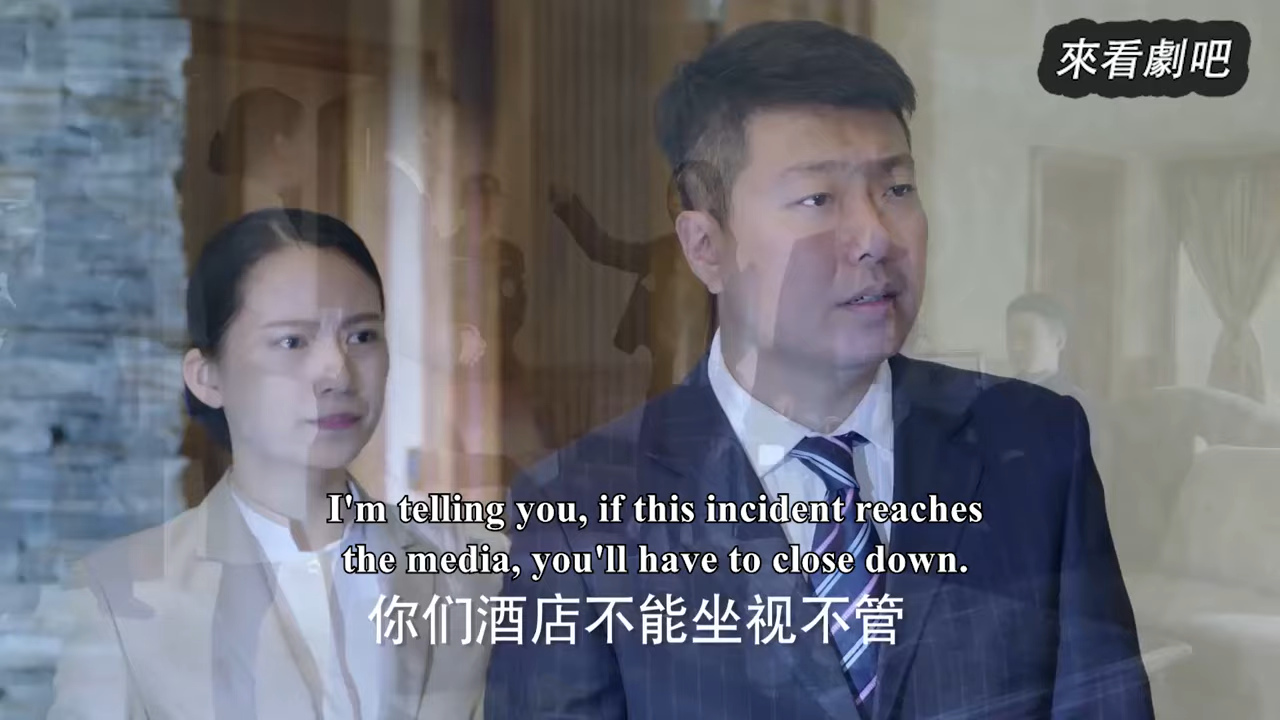 來看劇吧
I'm telling you, if this incident reaches
the media, you'll have to close down.
你们酒店不能坐视不管